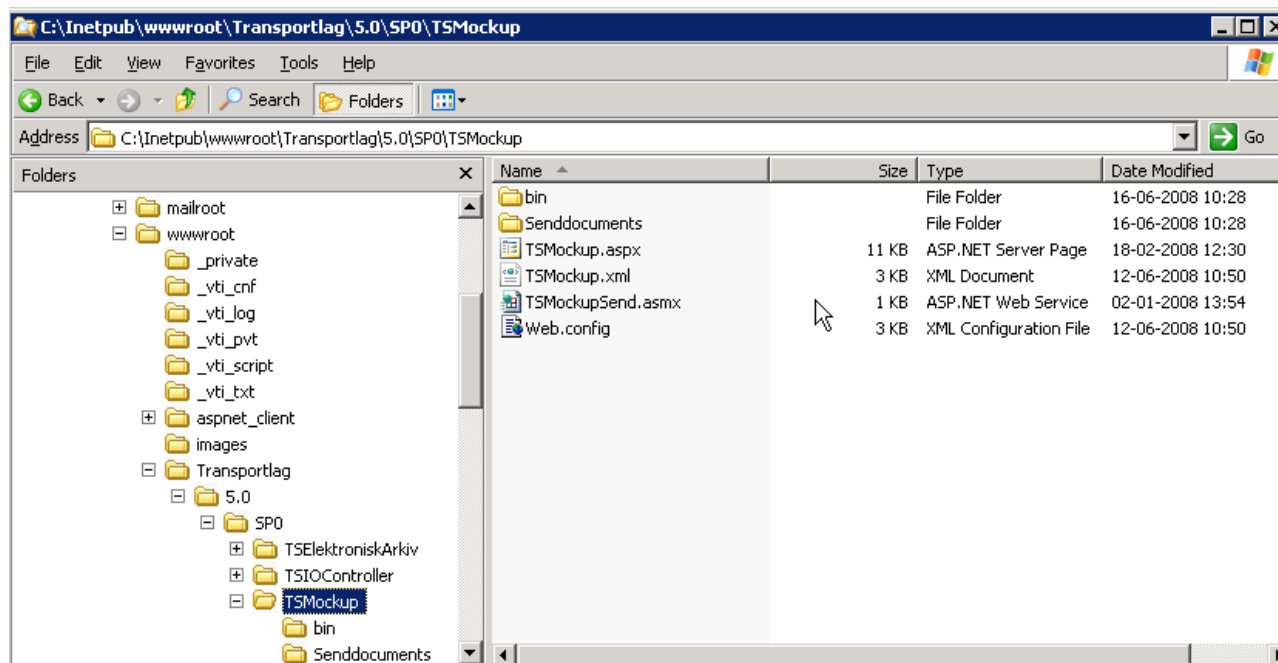 C:\Inetpub\wwwroot\Transportlag\5.0\SP0\TSMockup
File Edit View Favorites Tools Help
Back Search Folders
Address C:\Inetpub\wwwroot\Transportlag\5.0\SP0\TSMockup Go
Folders
mailroot
wwwroot
_private
_vti_cnf
_vti_log
_vti_pvt
_vti_script
_vti_txt
aspnet_client
images
Transportlag
5.0
SP0
TSElektroniskArkiv
TSIOController
TSMockup
bin
Senddocuments
Name Size Type Date Modified
bin File Folder 16-06-2008 10:28
Senddocuments File Folder 16-06-2008 10:28
TSMockup.aspx 11 KB ASP.NET Server Page 18-02-2008 12:30
TSMockup.xml 3 KB XML Document 12-06-2008 10:50
TSMockupSend.asmx 1 KB ASP.NET Web Service 02-01-2008 13:54
Web.config 3 KB XML Configuration File 12-06-2008 10:50